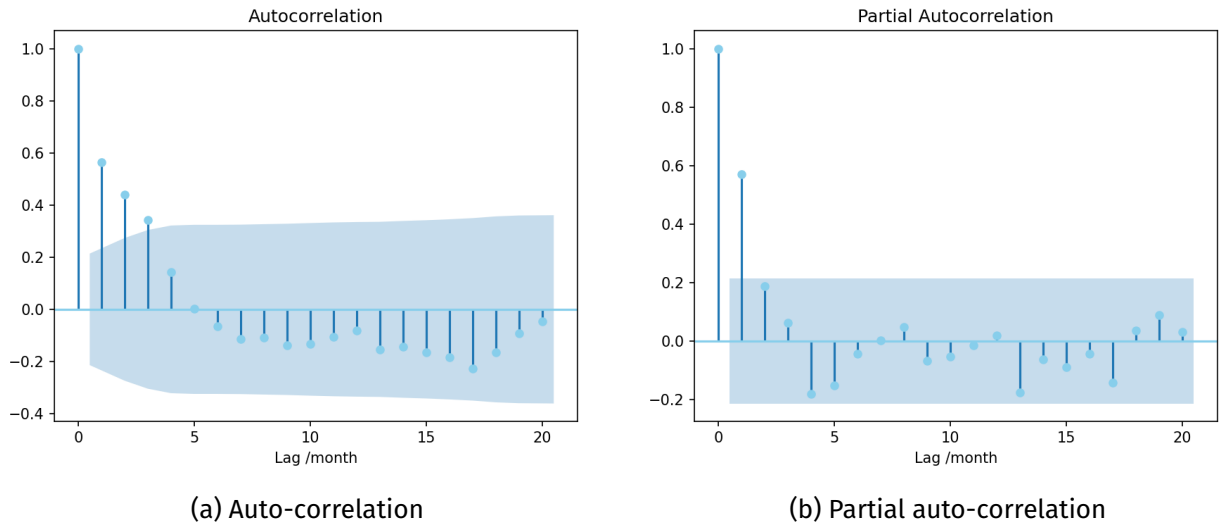 Autocorrelation
1.0
0.8
0.6
0.4
0.2
0.0
−0.2
−0.4
0 5 10 15 20
Lag /month
(a) Auto-correlation
Partial Autocorrelation
1.0
0.8
0.6
0.4
0.2
0.0
−0.2
0 5 10 15 20
Lag /month
(b) Partial auto-correlation